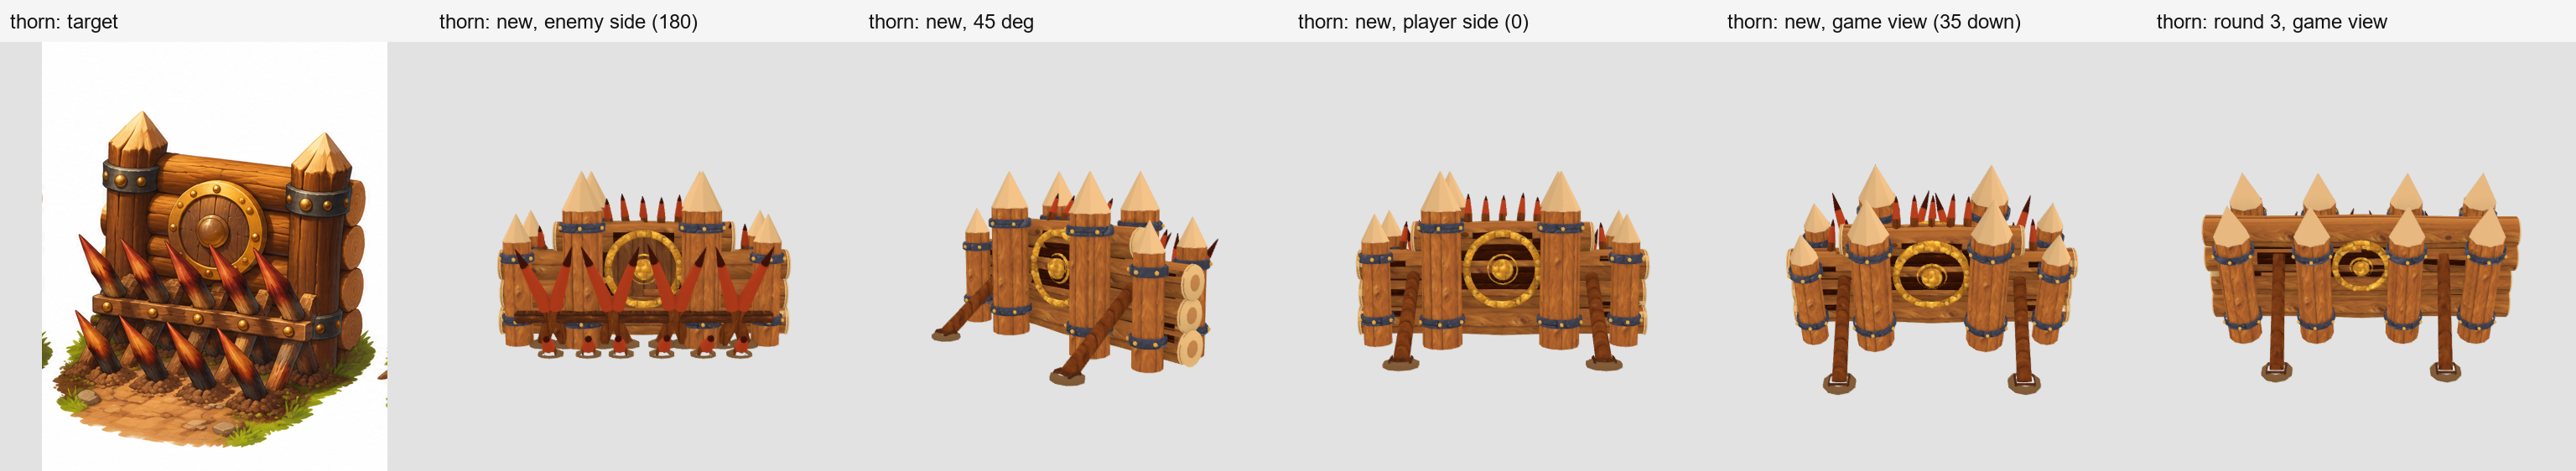 thorn: target
thorn: new, enemy side (180)
thorn: new, 45 deg
thorn: new, player side (0)
thorn: new, game view (35 down)
thorn: round 3, game view